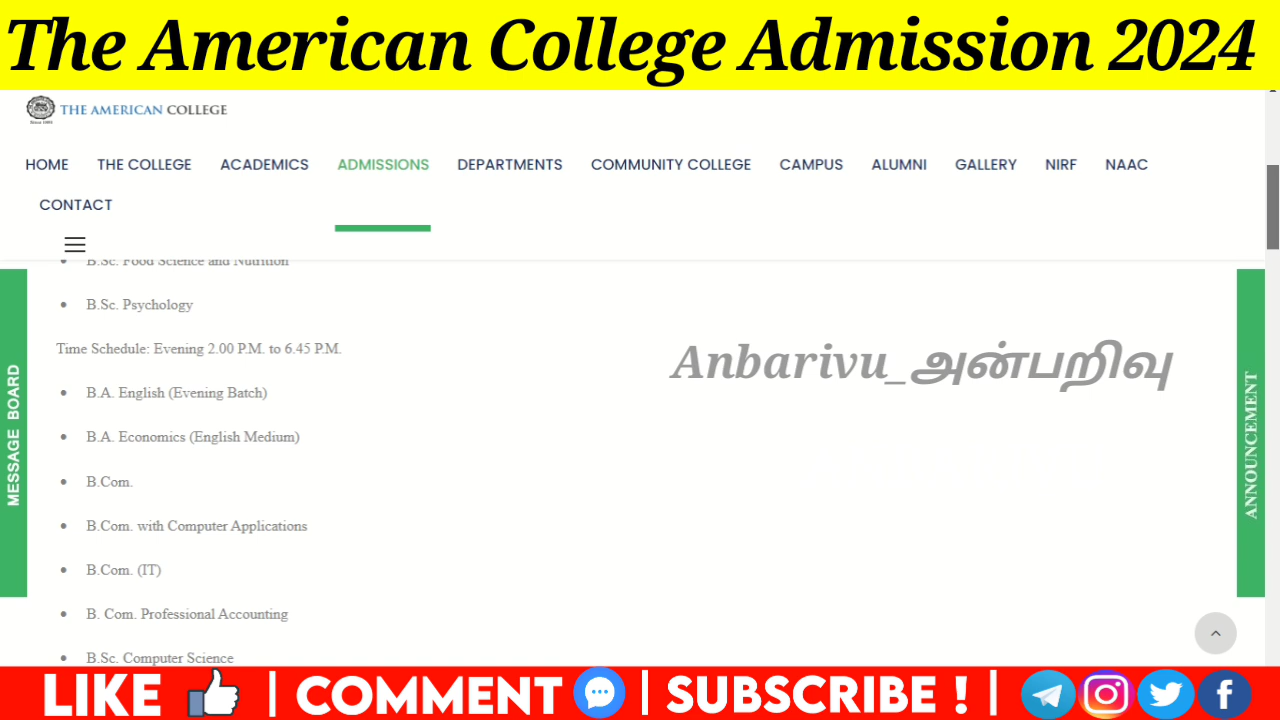 The American College Admission 2024
THE AMERICAN COLLEGE
HOME THE COLLEGE ACADEMICS ADMISSIONS DEPARTMENTS COMMUNITY COLLEGE CAMPUS ALUMNI GALLERY NIRF NAAC
CONTACT
B.Sc. Food Science and Nutrition
B.Sc. Psychology
Time Schedule: Evening 2.00 P.M. to 6.45 P.M.
B.A. English (Evening Batch)
B.A. Economics (English Medium)
B.Com.
B.Com. with Computer Applications
B.Com. (IT)
B. Com. Professional Accounting
B.Sc. Computer Science
MESSAGE BOARD
Anbarivu_அன்பறிவு
ANNOUNCEMENT
LIKE | COMMENT | SUBSCRIBE ! |